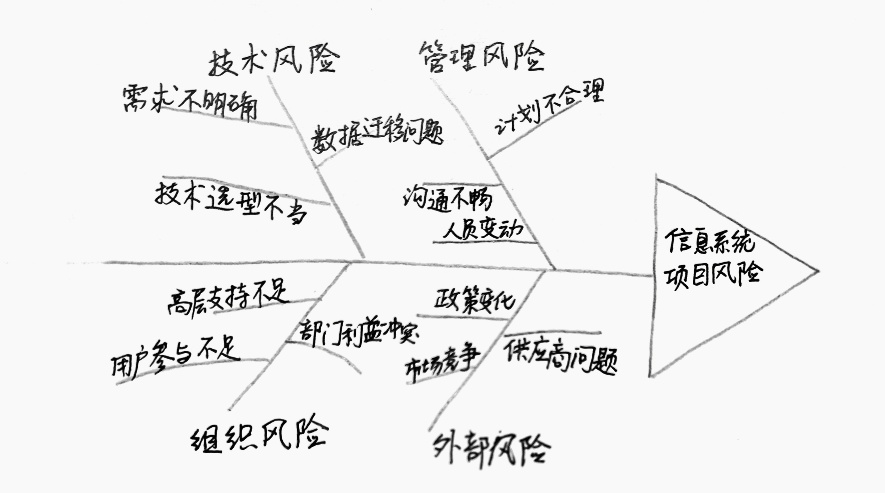 技术风险
管理风险
需求不明确
数据迁移问题
计划不合理
技术选型不当
沟通不畅
人员变动
信息系统
项目风险
高层支持不足
部门利益冲突
用户参与不足
政策变化
市场竞争
供应商问题
组织风险
外部风险